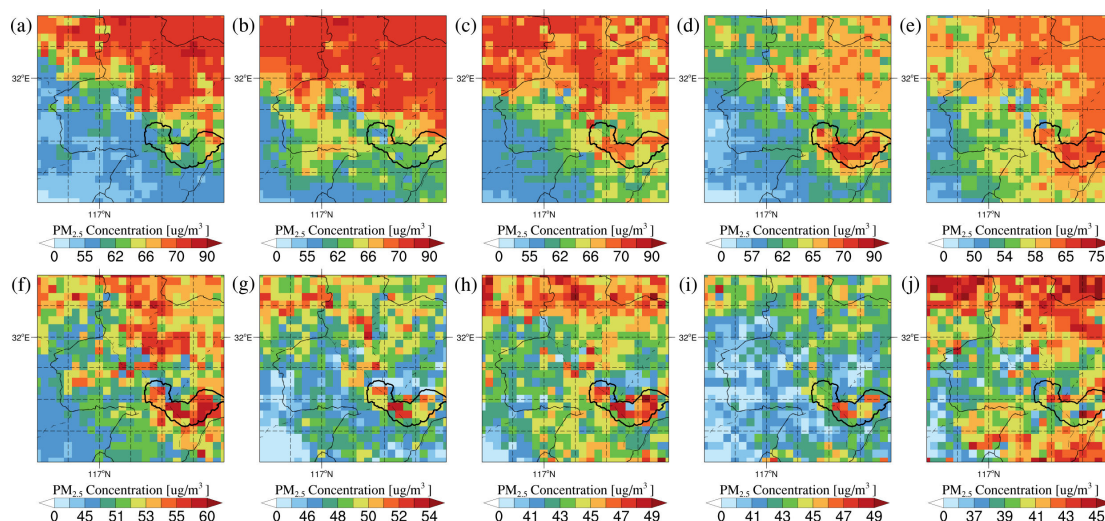 (a) (b) (c) (d) (e)
32°N 32°N 32°N 32°N 32°N
117°N 117°N 117°N 117°N 117°N
PM2.5 Concentration [ug/m3] PM2.5 Concentration [ug/m3] PM2.5 Concentration [ug/m3] PM2.5 Concentration [ug/m3] PM2.5 Concentration [ug/m3]
0 55 62 66 70 90 0 55 62 66 70 90 0 55 62 66 70 90 0 57 62 65 70 90 0 50 54 58 65 75
(f) (g) (h) (i) (j)
32°N 32°N 32°N 32°N 32°N
117°N 117°N 117°N 117°N 117°N
PM2.5 Concentration [ug/m3] PM2.5 Concentration [ug/m3] PM2.5 Concentration [ug/m3] PM2.5 Concentration [ug/m3] PM2.5 Concentration [ug/m3]
0 45 51 53 55 60 0 46 48 50 52 54 0 41 43 45 47 49 0 41 43 45 47 49 0 37 39 41 43 45